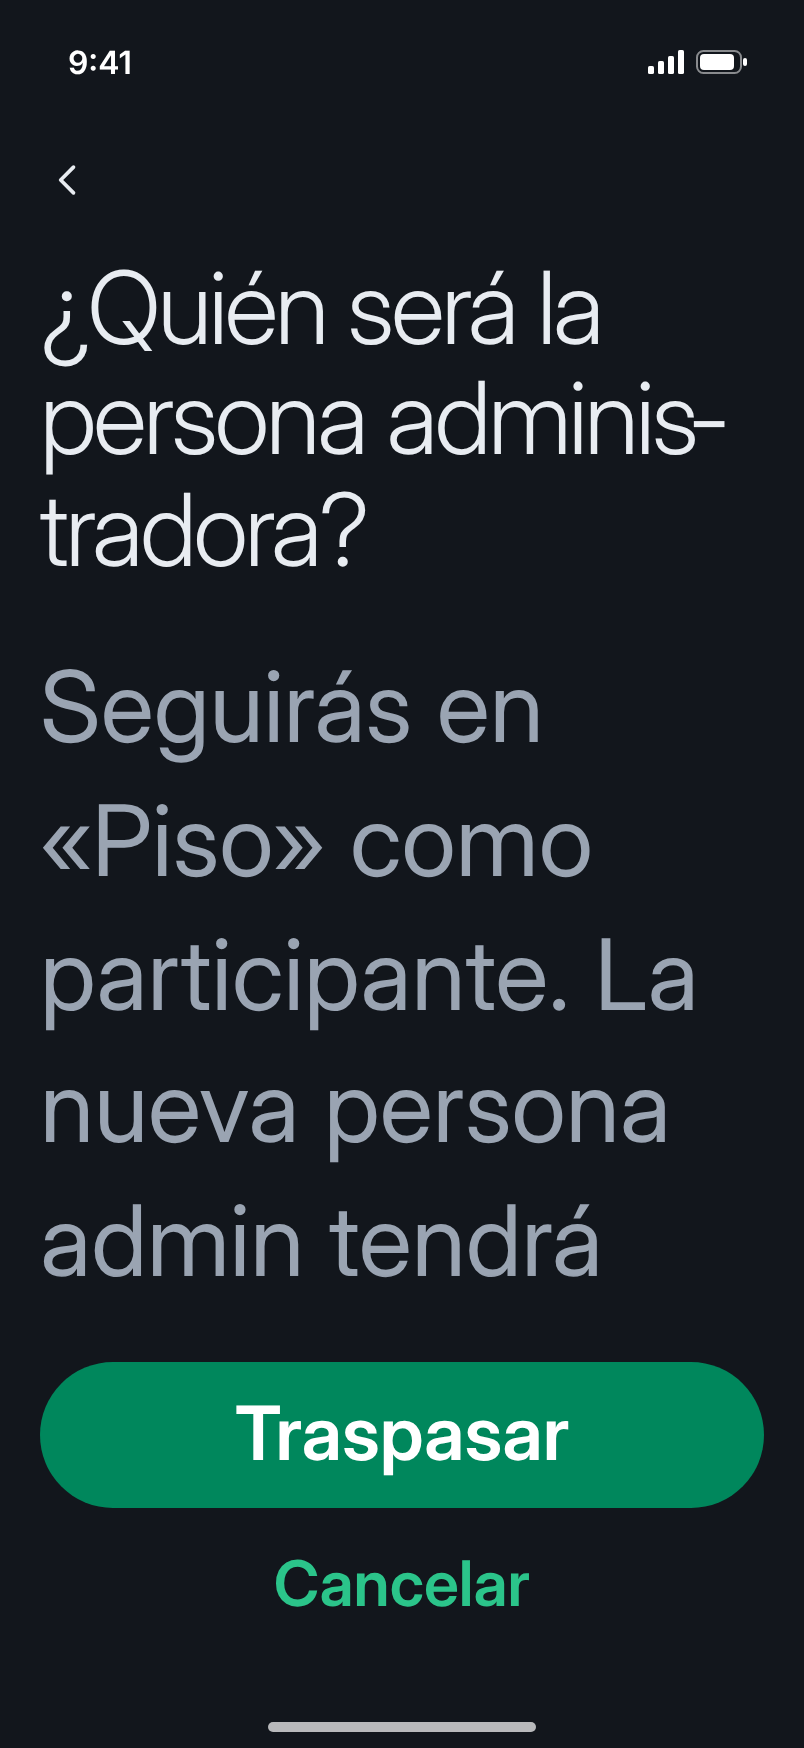 9:41
¿Quién será la
persona adminis-
tradora?
Seguirás en
«Piso» como
participante. La
nueva persona
admin tendrá
Traspasar
Cancelar